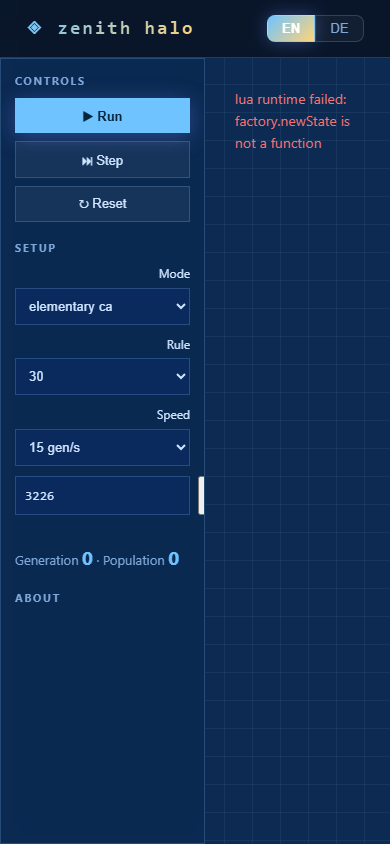 zenith halo
EN DE
CONTROLS
▶ Run
⏭ Step
↻ Reset
SETUP
Mode
elementary ca
Rule
30
Speed
15 gen/s
3226
Generation 0 · Population 0
ABOUT
lua runtime failed:
factory.newState is
not a function